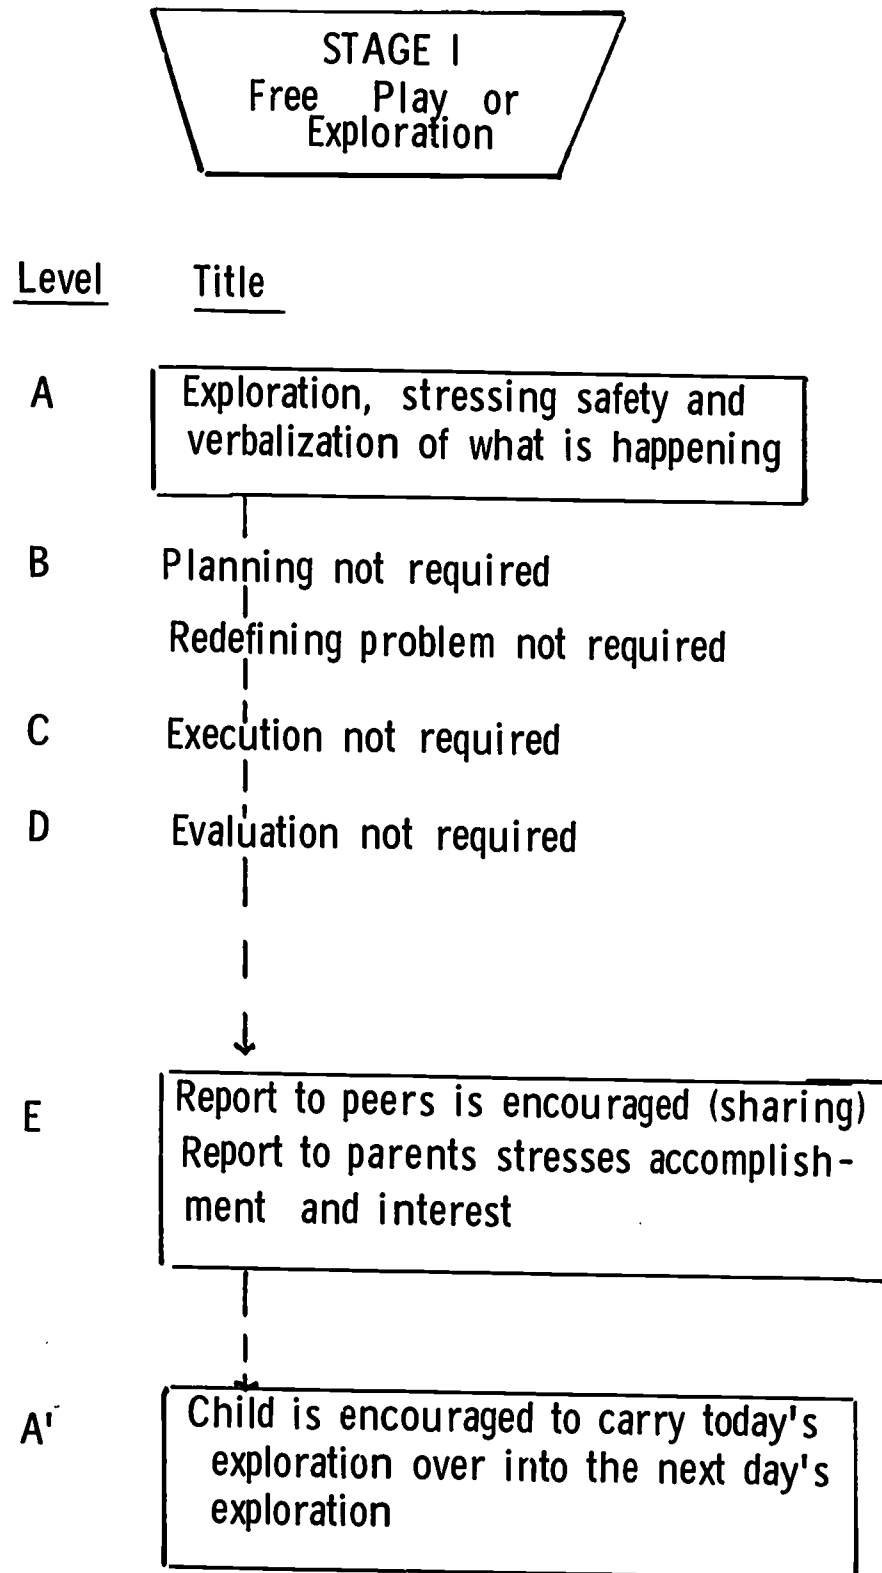 STAGE I
Free Play or
Exploration
Level Title
A Exploration, stressing safety and
verbalization of what is happening
B Planning not required
Redefining problem not required
C Execution not required
D Evaluation not required
E Report to peers is encouraged (sharing)
Report to parents stresses accomplish-
ment and interest
A' Child is encouraged to carry today's
exploration over into the next day's
exploration